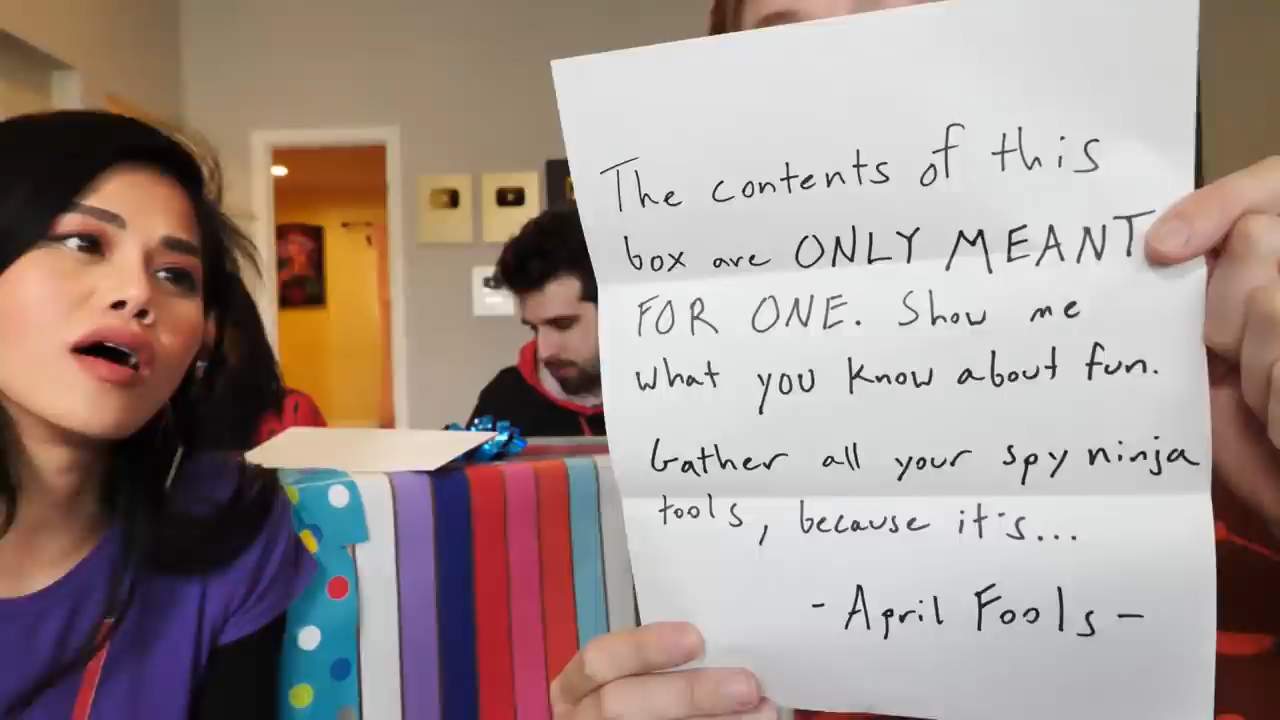 The contents of this
box are ONLY MEANT
FOR ONE. Show me
what you know about fun.
Gather all your spy ninja
tools, because it's...
- April Fools -